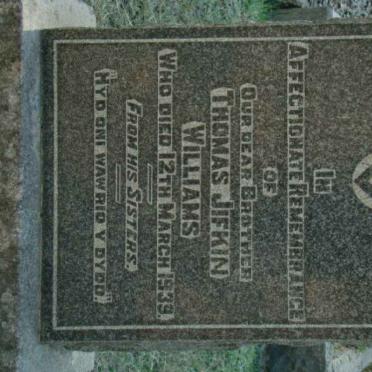 IN
AFFECTIONATE REMEMBRANCE
OF
OUR DEAR BROTHER
THOMAS JIFKIN
WILLIAMS
WHO DIED 12TH MARCH 1939.
FROM HIS SISTERS.
"HYD ONI WAWRIO Y DYDD"